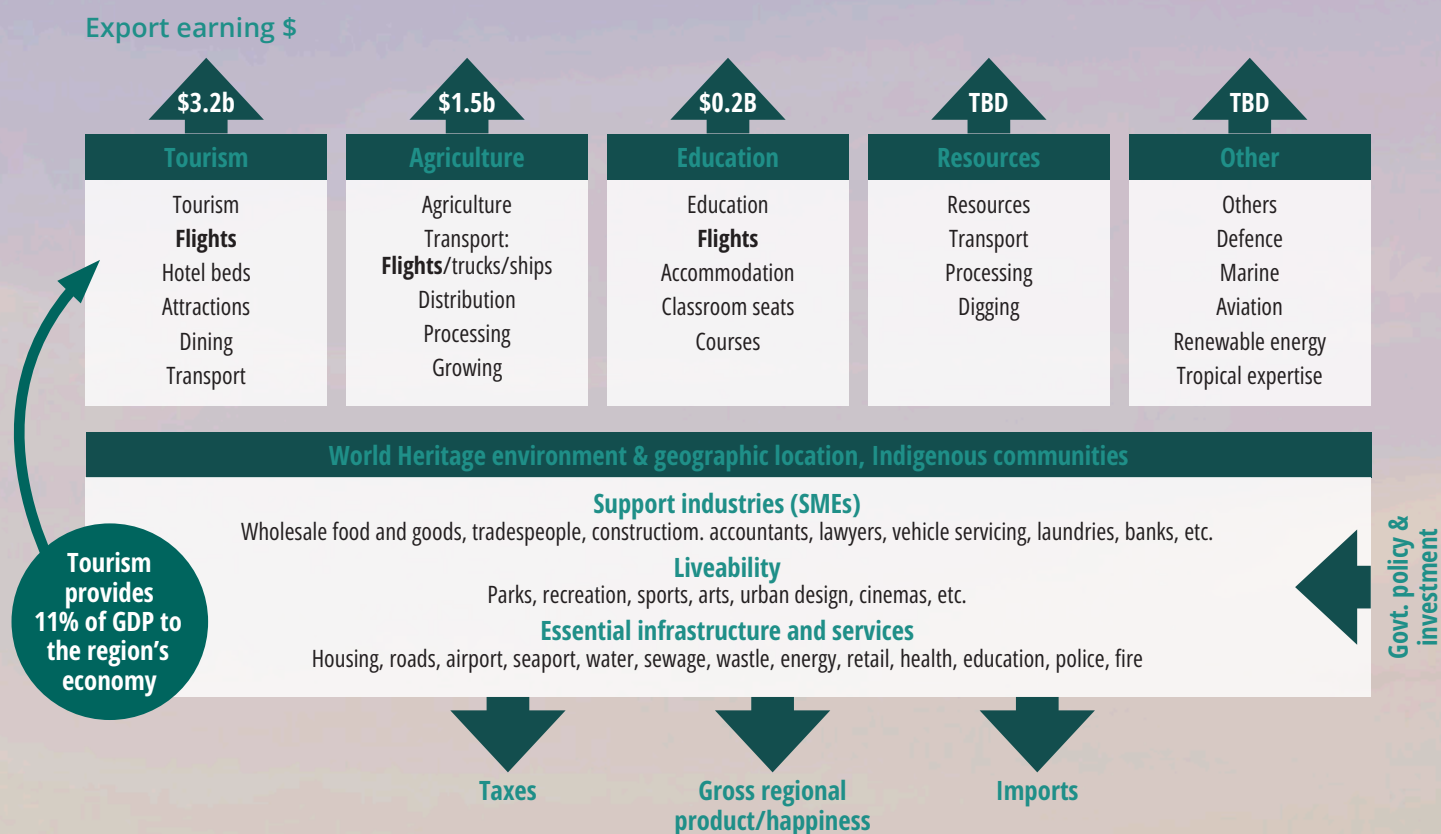 Export earning $
$3.2b
$1.5b
$0.2B
TBD
TBD
Tourism
Tourism
Flights
Hotel beds
Attractions
Dining
Transport
Agriculture
Agriculture
Transport:
Flights/trucks/ships
Distribution
Processing
Growing
Education
Education
Flights
Accommodation
Classroom seats
Courses
Resources
Resources
Transport
Processing
Digging
Other
Others
Defence
Marine
Aviation
Renewable energy
Tropical expertise
World Heritage environment & geographic location, Indigenous communities
Support industries (SMEs)
Wholesale food and goods, tradespeople, constructiom. accountants, lawyers, vehicle servicing, laundries, banks, etc.
Liveability
Parks, recreation, sports, arts, urban design, cinemas, etc.
Essential infrastructure and services
Housing, roads, airport, seaport, water, sewage, wastle, energy, retail, health, education, police, fire
Tourism
provides
11% of GDP to
the region's
economy
Govt. policy &
investment
Taxes
Gross regional
product/happiness
Imports